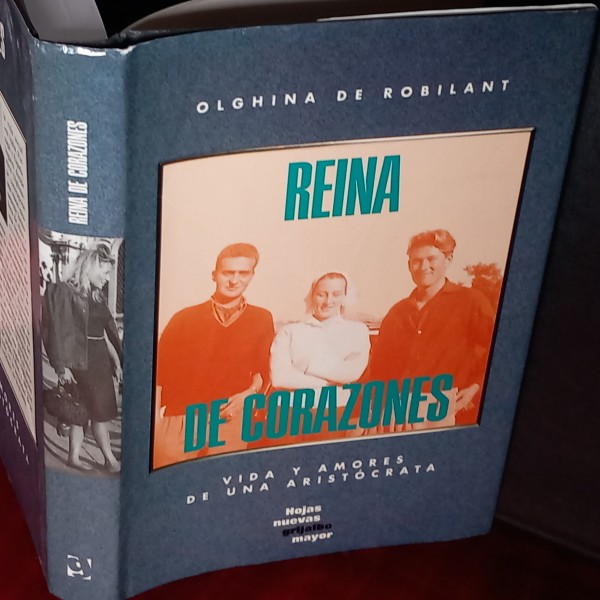 OLGHINA DE ROBILANT
REINA
DE CORAZONES
VIDA Y AMORES
DE UNA ARISTÓCRATA
Hojas
nuevas
grijalbo
mayor
REINA DE CORAZONES